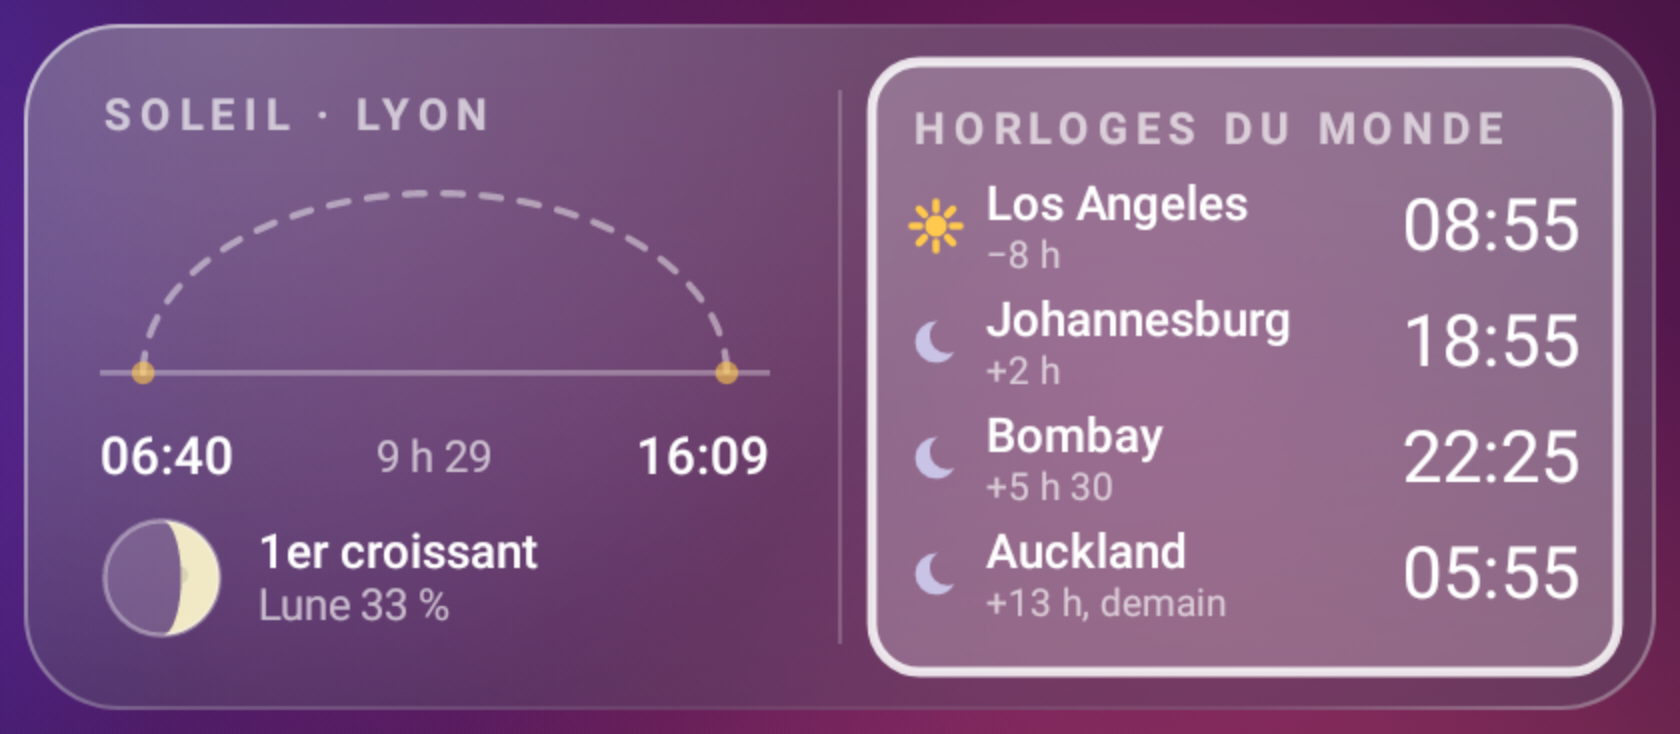 SOLEIL · LYON
06:40 9 h 29 16:09
1er croissant
Lune 33 %
HORLOGES DU MONDE
Los Angeles 08:55
−8 h
Johannesburg 18:55
+2 h
Bombay 22:25
+5 h 30
Auckland 05:55
+13 h, demain